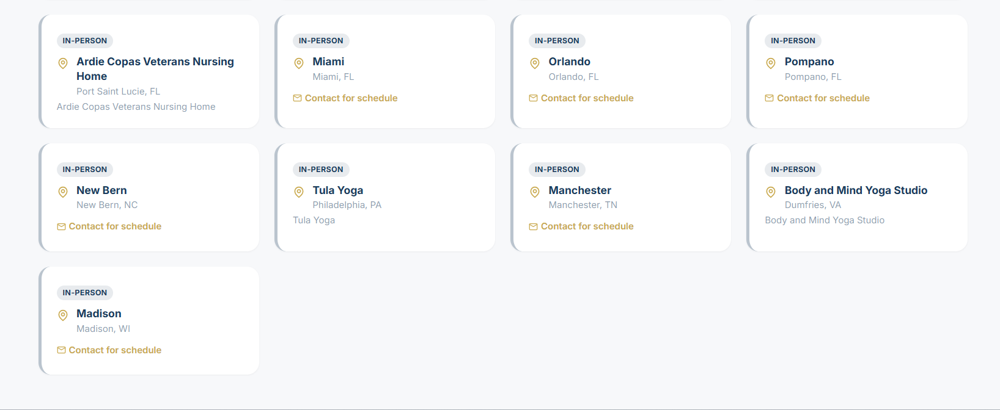 IN-PERSON
Ardie Copas Veterans Nursing
Home
Port Saint Lucie, FL
Ardie Copas Veterans Nursing Home
IN-PERSON
Miami
Miami, FL
Contact for schedule
IN-PERSON
Orlando
Orlando, FL
Contact for schedule
IN-PERSON
Pompano
Pompano, FL
Contact for schedule
IN-PERSON
New Bern
New Bern, NC
Contact for schedule
IN-PERSON
Tula Yoga
Philadelphia, PA
Tula Yoga
IN-PERSON
Manchester
Manchester, TN
Contact for schedule
IN-PERSON
Body and Mind Yoga Studio
Dumfries, VA
Body and Mind Yoga Studio
IN-PERSON
Madison
Madison, WI
Contact for schedule